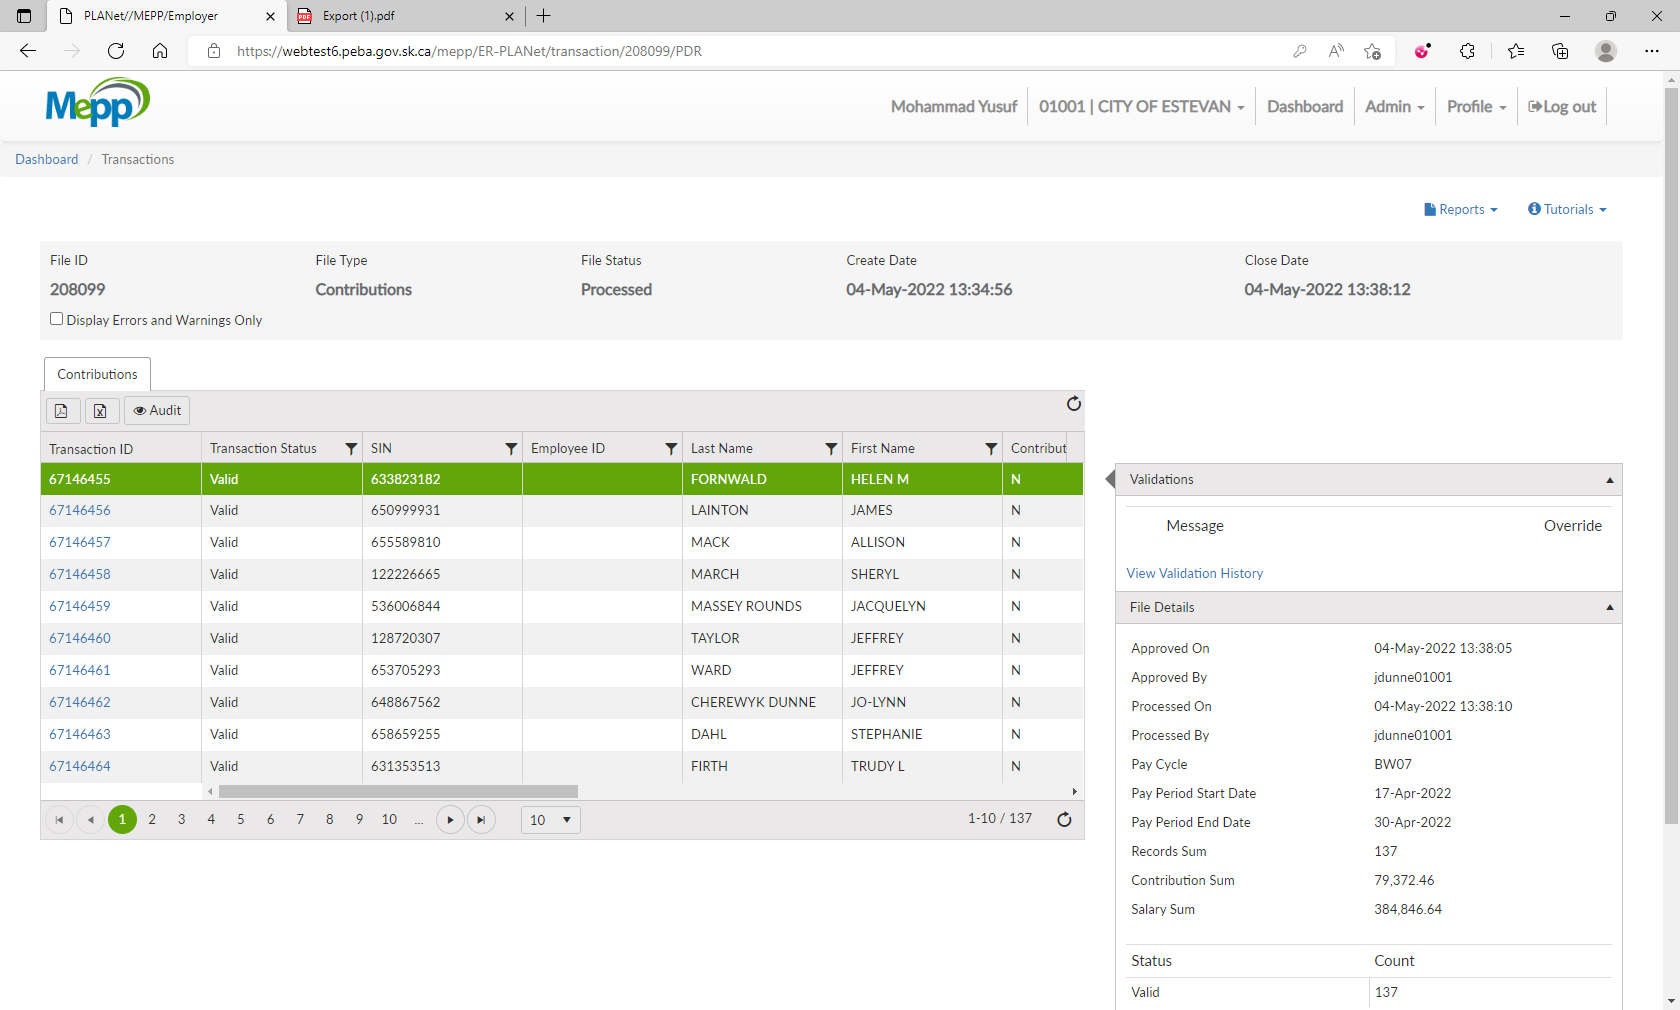 PLANet//MEPP/Employer
Export (1).pdf
https://webtest6.peba.gov.sk.ca/mepp/ER-PLANet/transaction/208099/PDR
Mepp
Mohammad Yusuf
01001 | CITY OF ESTEVAN
Dashboard
Admin
Profile
Log out
Dashboard / Transactions
Reports
Tutorials
File ID File Type File Status Create Date Close Date
208099 Contributions Processed 04-May-2022 13:34:56 04-May-2022 13:38:12
Display Errors and Warnings Only
Contributions
Audit
Transaction ID Transaction Status SIN Employee ID Last Name First Name Contribut
67146455 Valid 633823182 FORNWALD HELEN M N
67146456 Valid 650999931 LAINTON JAMES N
67146457 Valid 655589810 MACK ALLISON N
67146458 Valid 122226665 MARCH SHERYL N
67146459 Valid 536006844 MASSEY ROUNDS JACQUELYN N
67146460 Valid 128720307 TAYLOR JEFFREY N
67146461 Valid 653705293 WARD JEFFREY N
67146462 Valid 648867562 CHEREWYK DUNNE JO-LYNN N
67146463 Valid 658659255 DAHL STEPHANIE N
67146464 Valid 631353513 FIRTH TRUDY L N
1 2 3 4 5 6 7 8 9 10 ... 10 1-10 / 137
Validations
Message Override
View Validation History
File Details
Approved On 04-May-2022 13:38:05
Approved By jdunne01001
Processed On 04-May-2022 13:38:10
Processed By jdunne01001
Pay Cycle BW07
Pay Period Start Date 17-Apr-2022
Pay Period End Date 30-Apr-2022
Records Sum 137
Contribution Sum 79,372.46
Salary Sum 384,846.64
Status Count
Valid 137